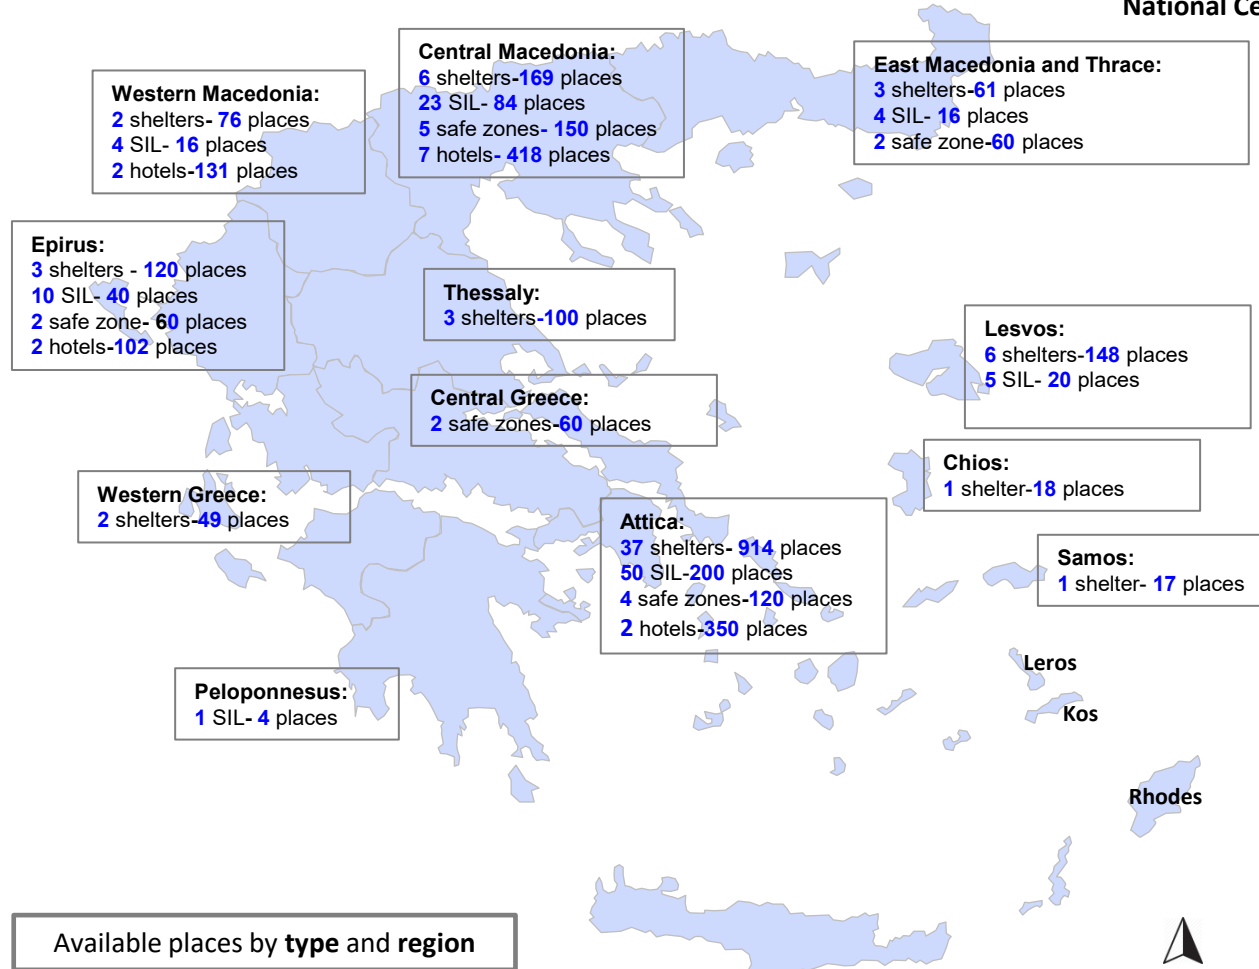 National Ce
Central Macedonia:
6 shelters-169 places
23 SIL- 84 places
5 safe zones- 150 places
7 hotels- 418 places
East Macedonia and Thrace:
3 shelters-61 places
4 SIL- 16 places
2 safe zone-60 places
Western Macedonia:
2 shelters- 76 places
4 SIL- 16 places
2 hotels-131 places
Epirus:
3 shelters - 120 places
10 SIL- 40 places
2 safe zone- 60 places
2 hotels-102 places
Thessaly:
3 shelters-100 places
Lesvos:
6 shelters-148 places
5 SIL- 20 places
Central Greece:
2 safe zones-60 places
Chios:
1 shelter-18 places
Western Greece:
2 shelters-49 places
Attica:
37 shelters- 914 places
50 SIL-200 places
4 safe zones-120 places
2 hotels-350 places
Samos:
1 shelter- 17 places
Leros
Kos
Peloponnesus:
1 SIL- 4 places
Rhodes
Available places by type and region